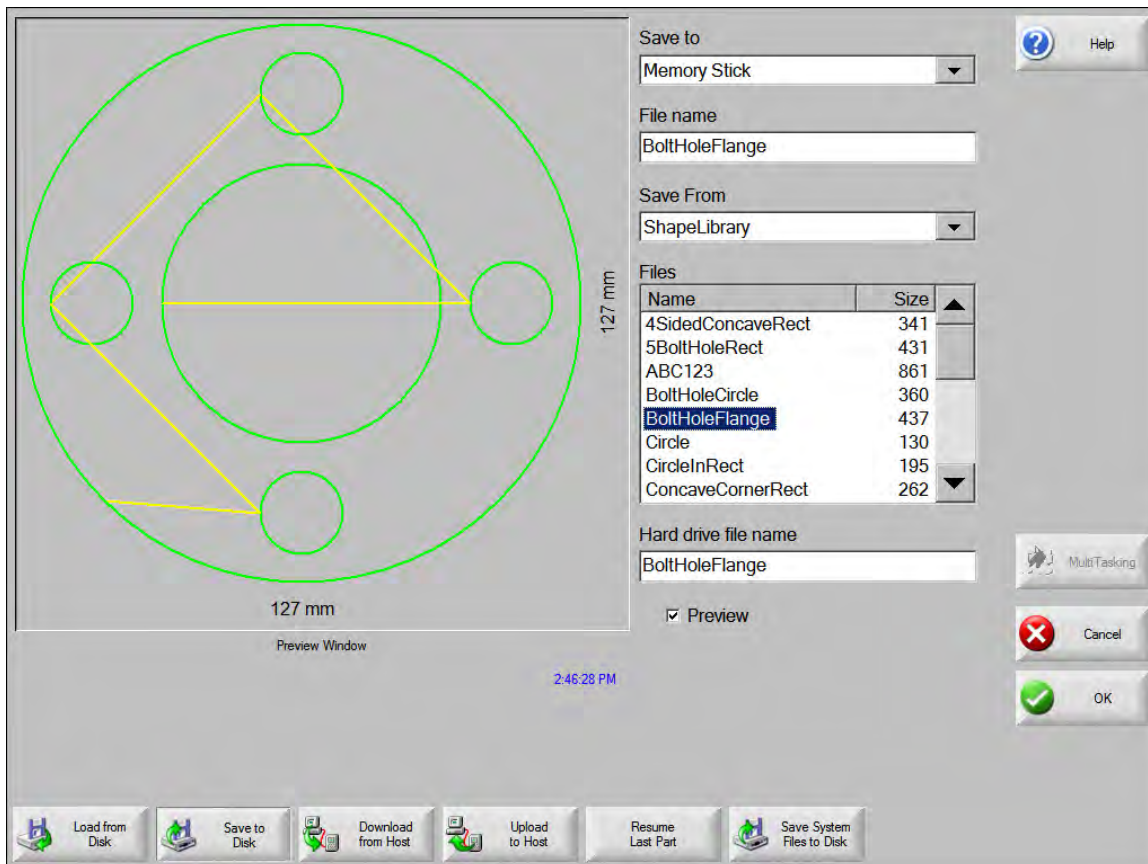 Save to
Memory Stick
File name
BoltHoleFlange
Save From
ShapeLibrary
Files
Name Size
4SidedConcaveRect 341
5BoltHoleRect 431
ABC123 861
BoltHoleCircle 360
BoltHoleFlange 437
Circle 130
CircleInRect 195
ConcaveCornerRect 262
Hard drive file name
BoltHoleFlange
Preview
127 mm
127 mm
Preview Window
2:46:28 PM
Help
MultiTasking
Cancel
OK
Load from
Disk
Save to
Disk
Download
from Host
Upload
to Host
Resume
Last Part
Save System
Files to Disk